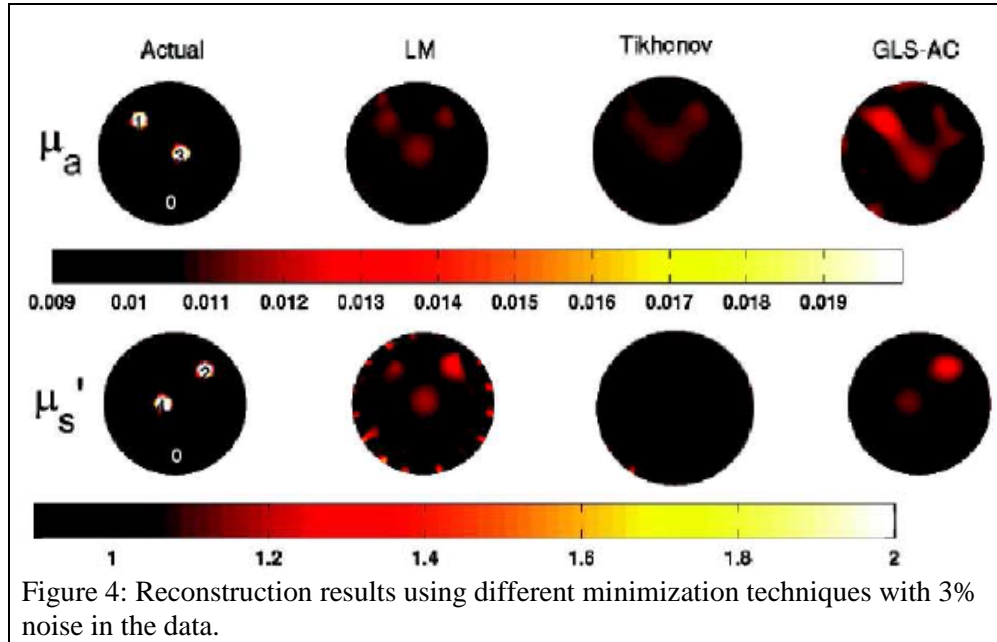 Actual LM Tikhonov GLS-AC
μa
1
3
0
0.009 0.01 0.011 0.012 0.013 0.014 0.015 0.016 0.017 0.018 0.019
μs'
2
0
1 1.2 1.4 1.6 1.8 2
Figure 4: Reconstruction results using different minimization techniques with 3%
noise in the data.